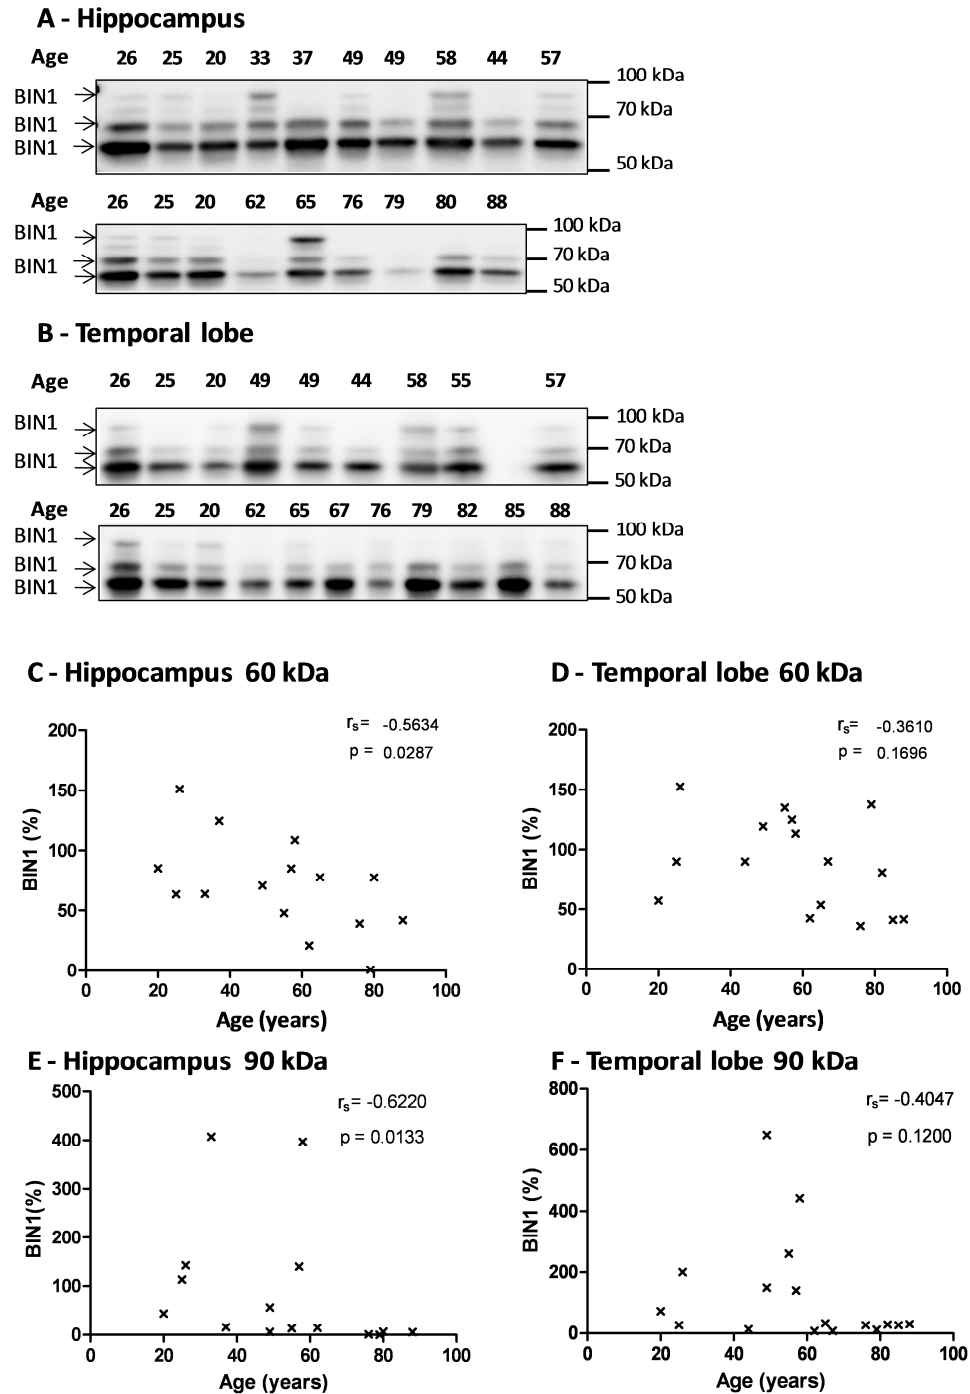 A - Hippocampus
Age 26 25 20 33 37 49 49 58 44 57
BIN1 100 kDa
BIN1 70 kDa
BIN1 50 kDa
Age 26 25 20 62 65 76 79 80 88
BIN1 100 kDa
BIN1 70 kDa
50 kDa
B - Temporal lobe
Age 26 25 20 49 49 44 58 55 57
BIN1 100 kDa
BIN1 70 kDa
50 kDa
Age 26 25 20 62 65 67 76 79 82 85 88
BIN1 100 kDa
BIN1 70 kDa
BIN1 50 kDa
C - Hippocampus 60 kDa
rs= -0.5634
p = 0.0287
200
150
100
50
0
BIN1 (%)
0 20 40 60 80 100
Age (years)
D - Temporal lobe 60 kDa
rs= -0.3610
p = 0.1696
200
150
100
50
0
BIN1 (%)
0 20 40 60 80 100
Age (years)
E - Hippocampus 90 kDa
rs= -0.6220
p = 0.0133
500
400
300
200
100
0
BIN1(%)
0 20 40 60 80 100
Age (years)
F - Temporal lobe 90 kDa
rs= -0.4047
p = 0.1200
800
600
400
200
0
BIN1 (%)
0 20 40 60 80 100
Age (years)